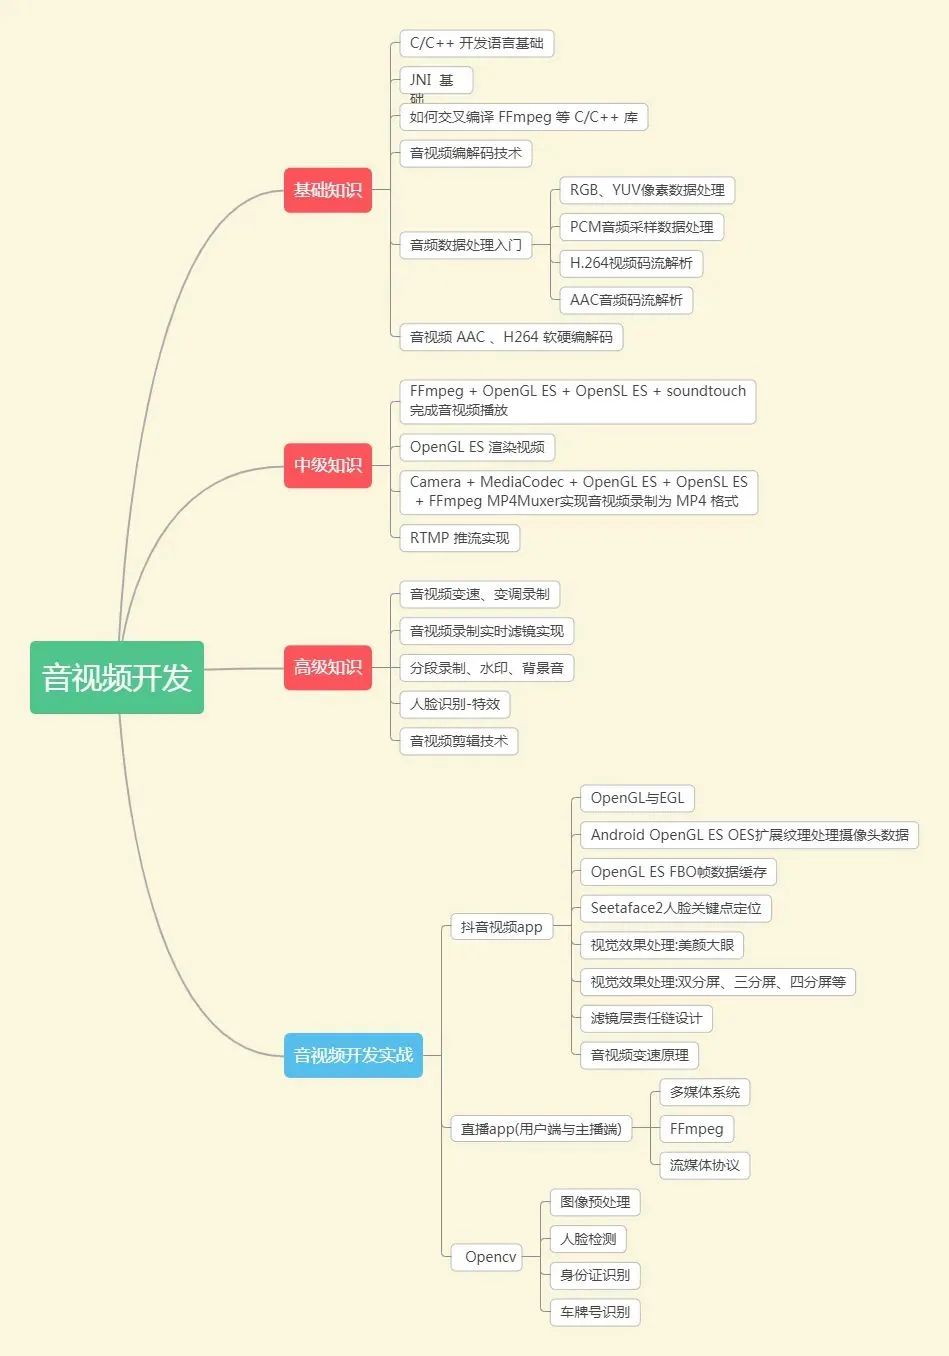 音视频开发
基础知识
C/C++ 开发语言基础
JNI 基
础
如何交叉编译 FFmpeg 等 C/C++ 库
音视频编解码技术
音频数据处理入门
RGB、YUV像素数据处理
PCM音频采样数据处理
H.264视频码流解析
AAC音频码流解析
音视频 AAC 、H264 软硬编解码
中级知识
FFmpeg + OpenGL ES + OpenSL ES + soundtouch
完成音视频播放
OpenGL ES 渲染视频
Camera + MediaCodec + OpenGL ES + OpenSL ES
+ FFmpeg MP4Muxer实现音视频录制为 MP4 格式
RTMP 推流实现
高级知识
音视频变速、变调录制
音视频录制实时滤镜实现
分段录制、水印、背景音
人脸识别-特效
音视频剪辑技术
音视频开发实战
抖音视频app
OpenGL与EGL
Android OpenGL ES OES扩展纹理处理摄像头数据
OpenGL ES FBO帧数据缓存
Seetaface2人脸关键点定位
视觉效果处理:美颜大眼
视觉效果处理:双分屏、三分屏、四分屏等
滤镜层责任链设计
音视频变速原理
直播app(用户端与主播端)
多媒体系统
FFmpeg
流媒体协议
Opencv
图像预处理
人脸检测
身份证识别
车牌号识别